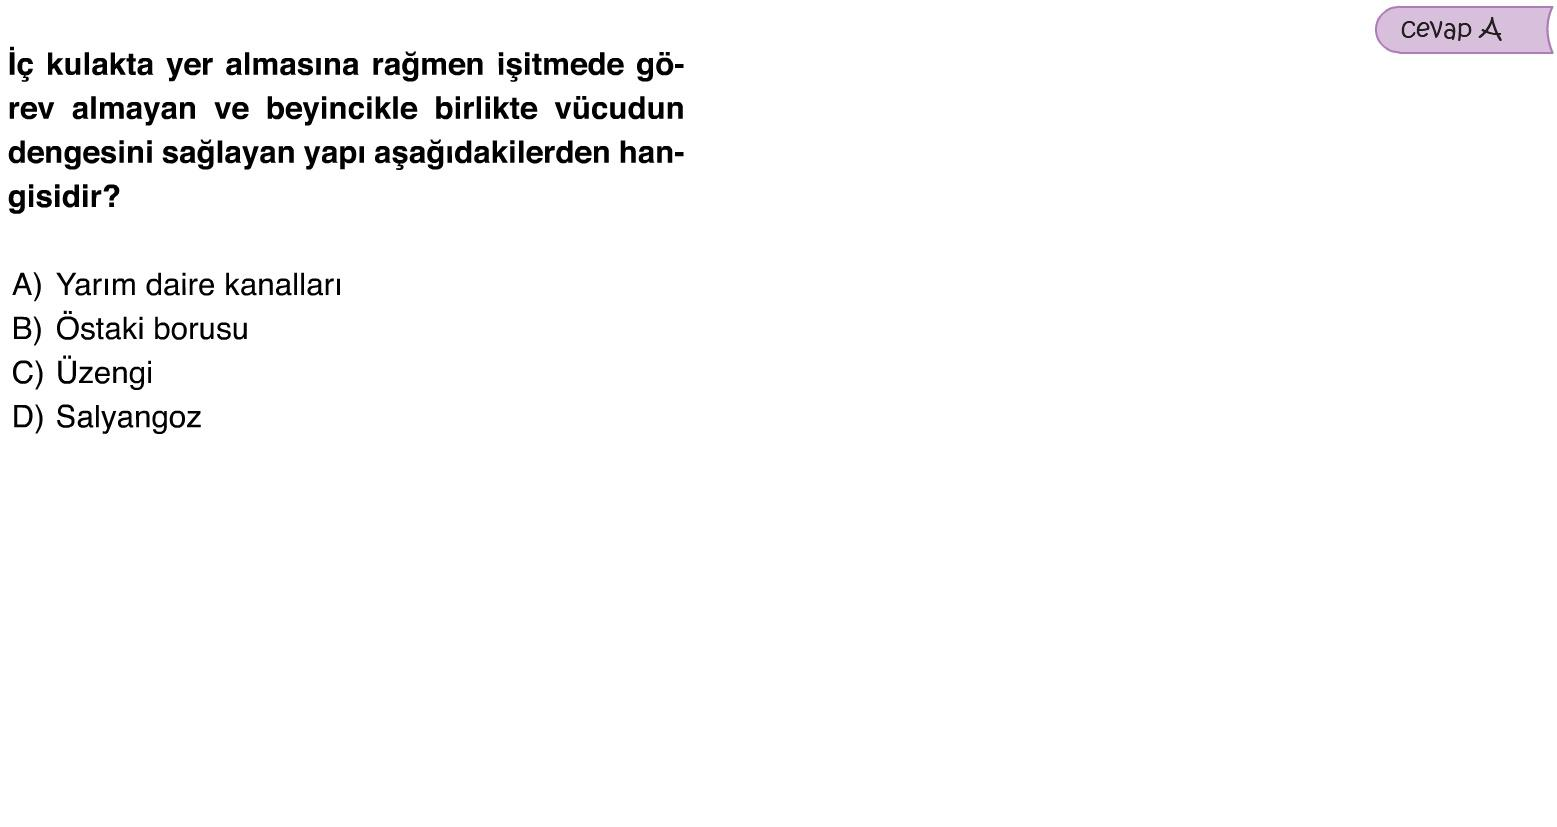 Cevap A
İç kulakta yer almasına rağmen işitmede gö-
rev almayan ve beyincikle birlikte vücudun
dengesini sağlayan yapı aşağıdakilerden han-
gisidir?
A) Yarım daire kanalları
B) Östaki borusu
C) Üzengi
D) Salyangoz